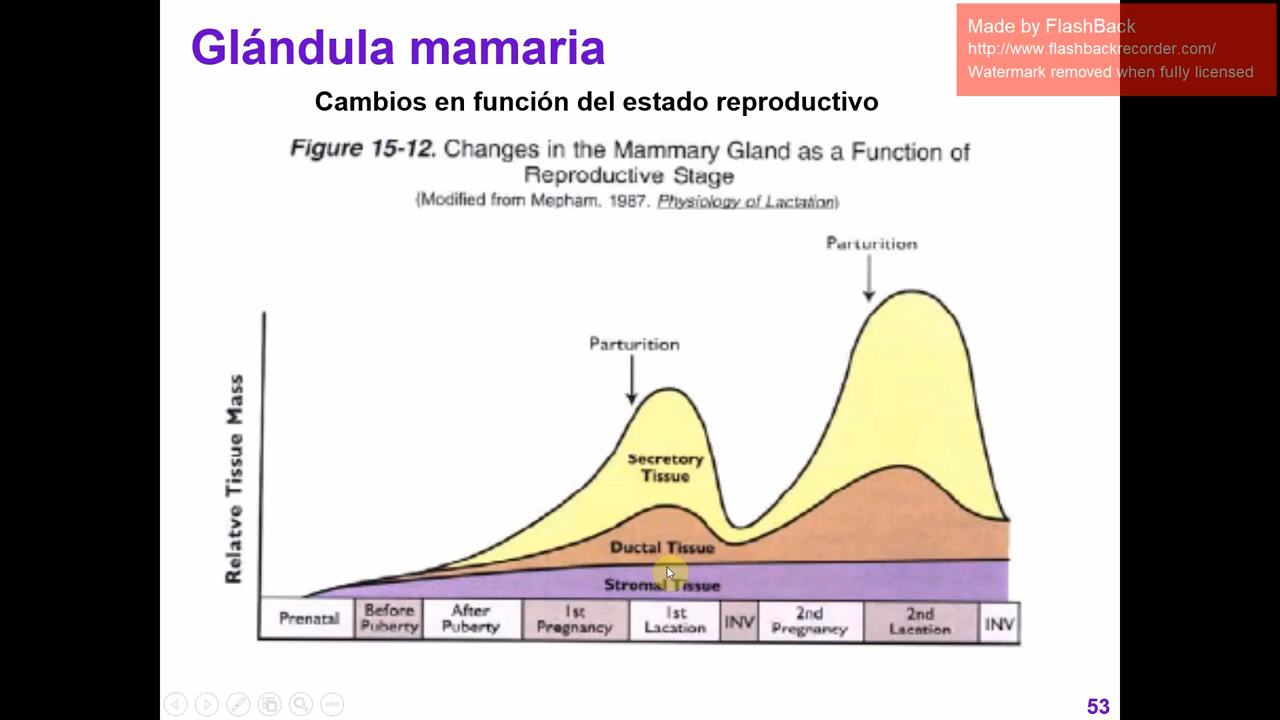 Glándula mamaria
Made by FlashBack
http://www.flashbackrecorder.com/
Watermark removed when fully licensed
Cambios en función del estado reproductivo
Figure 15-12. Changes in the Mammary Gland as a Function of
Reproductive Stage
(Modified from Mepham. 1987. Physiology of Lactation)
Parturition
Parturition
Relatve Tissue Mass
Secretory
Tissue
Ductal Tissue
Stromal Tissue
Prenatal
Before
Puberty
After
Puberty
1st
Pregnancy
1st
Lacation
INV
2nd
Pregnancy
2nd
Lacation
INV
53